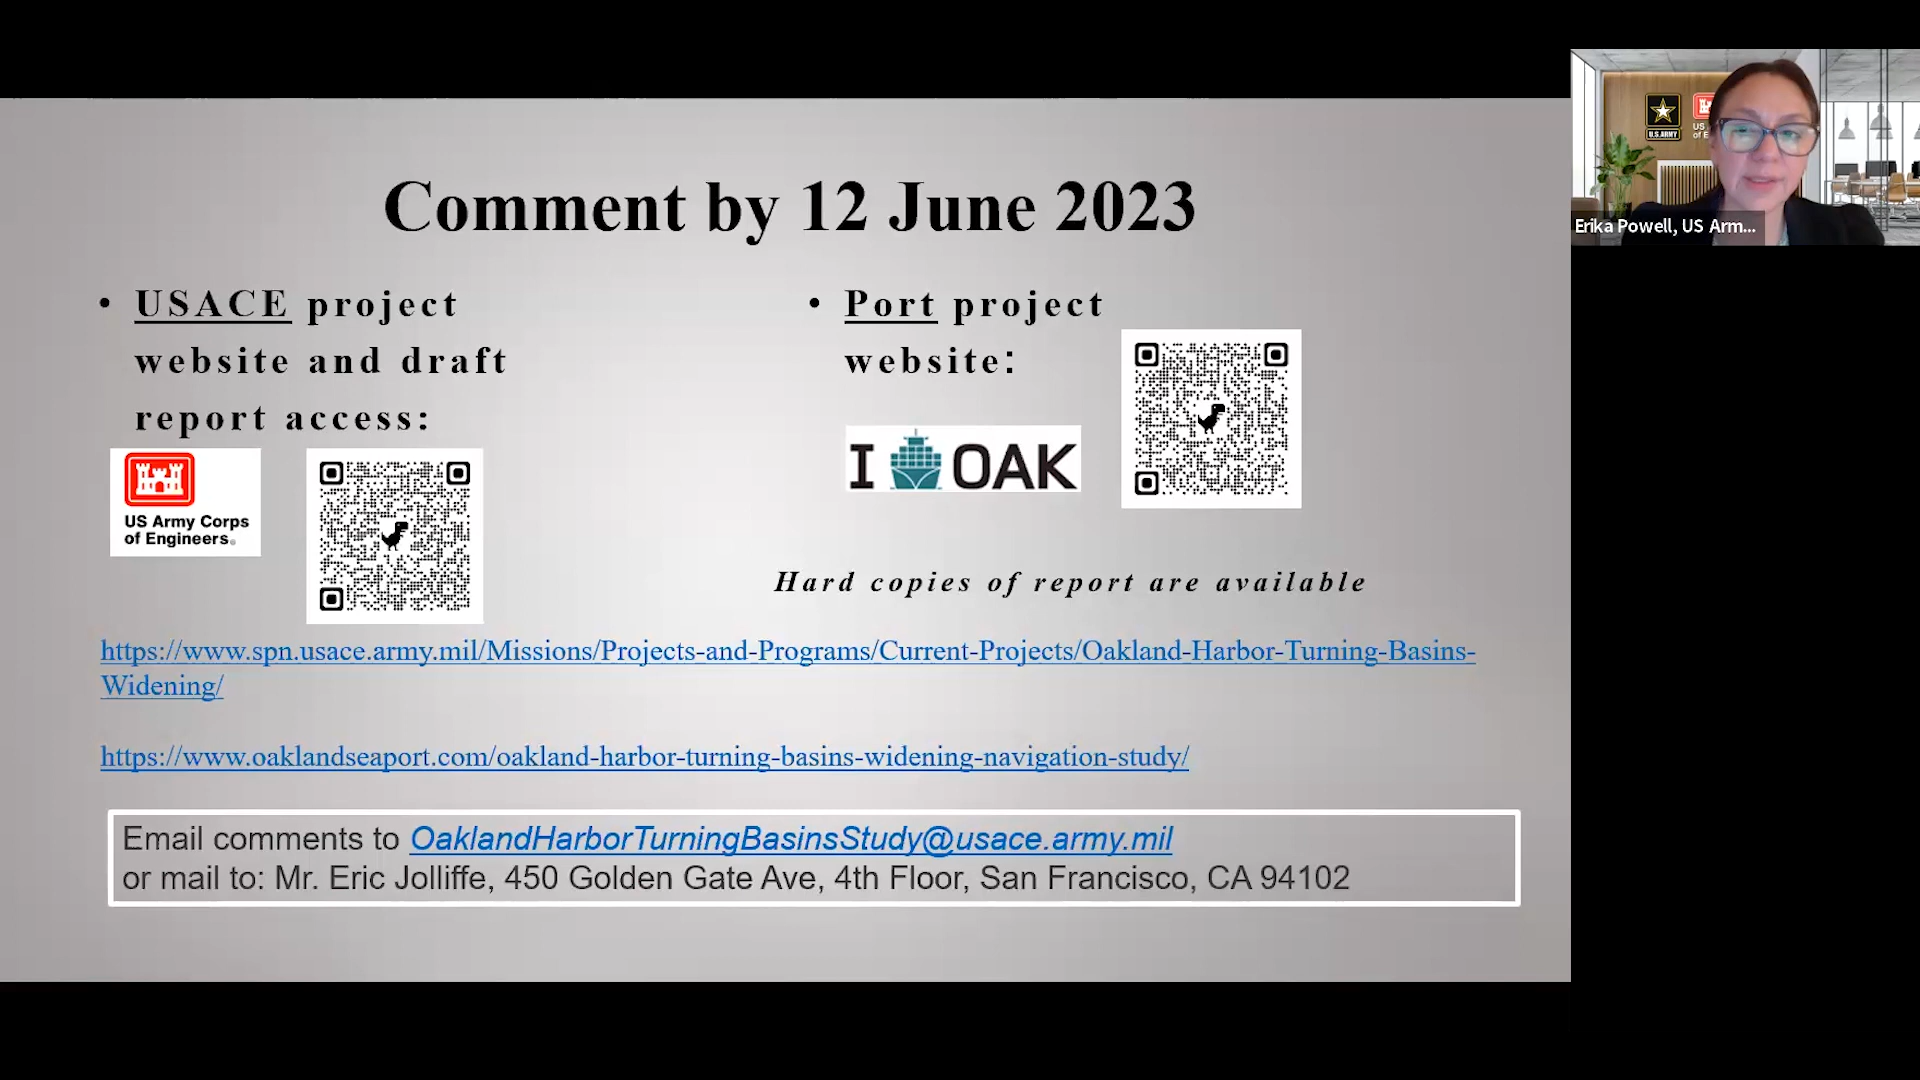 Comment by 12 June 2023
• USACE project
website and draft
report access:
US Army Corps
of Engineers®
• Port project
website:
I OAK
Hard copies of report are available
https://www.spn.usace.army.mil/Missions/Projects-and-Programs/Current-Projects/Oakland-Harbor-Turning-Basins-
Widening/
https://www.oaklandseaport.com/oakland-harbor-turning-basins-widening-navigation-study/
Email comments to OaklandHarborTurningBasinsStudy@usace.army.mil
or mail to: Mr. Eric Jolliffe, 450 Golden Gate Ave, 4th Floor, San Francisco, CA 94102
U.S. ARMY
US
of E
Erika Powell, US Arm...